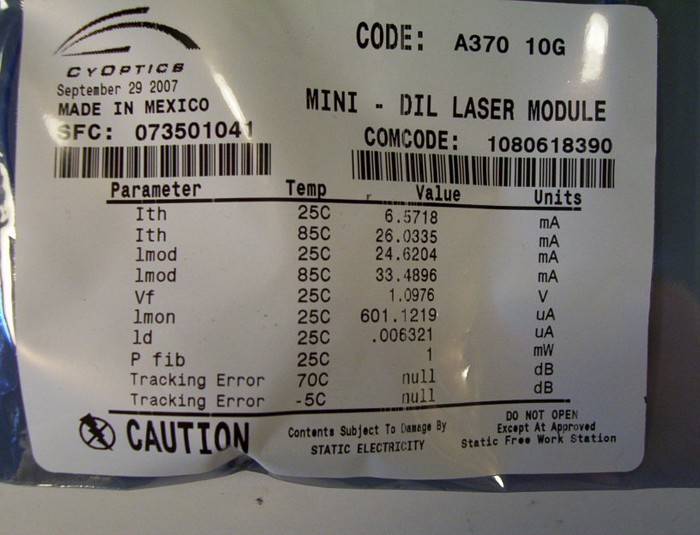 CODE: A370 10G
CYOPTICS
September 29 2007
MADE IN MEXICO
MINI - DIL LASER MODULE
SFC: 073501041
COMCODE: 1080618390
Parameter Temp Value Units
Ith 25C 6.5718 mA
Ith 85C 26.0335 mA
lmod 25C 24.6204 mA
lmod 85C 33.4896 mA
Vf 25C 1.0976 V
lmon 25C 601.1219 uA
ld 25C .006321 uA
P fib 25C 1 mW
Tracking Error 70C null dB
Tracking Error -5C null dB
CAUTION
Contents Subject To Damage By
STATIC ELECTRICITY
DO NOT OPEN
Except At Approved
Static Free Work Station